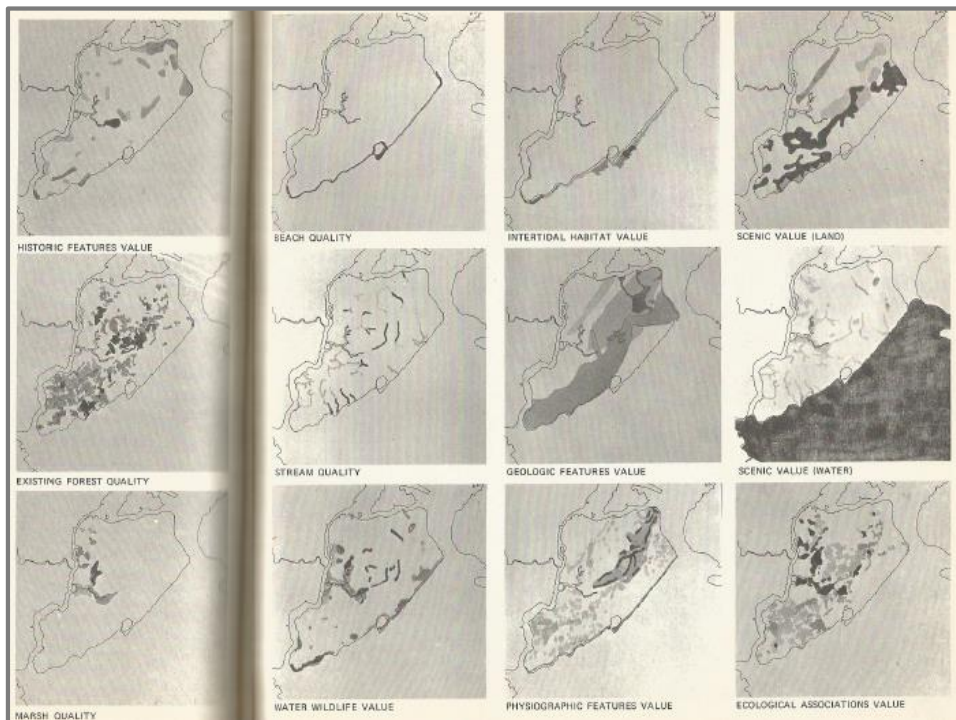 HISTORIC FEATURES VALUE
BEACH QUALITY
INTERTIDAL HABITAT VALUE
SCENIC VALUE (LAND)
EXISTING FOREST QUALITY
STREAM QUALITY
GEOLOGIC FEATURES VALUE
SCENIC VALUE (WATER)
MARSH QUALITY
WATER WILDLIFE VALUE
PHYSIOGRAPHIC FEATURES VALUE
ECOLOGICAL ASSOCIATIONS VALUE